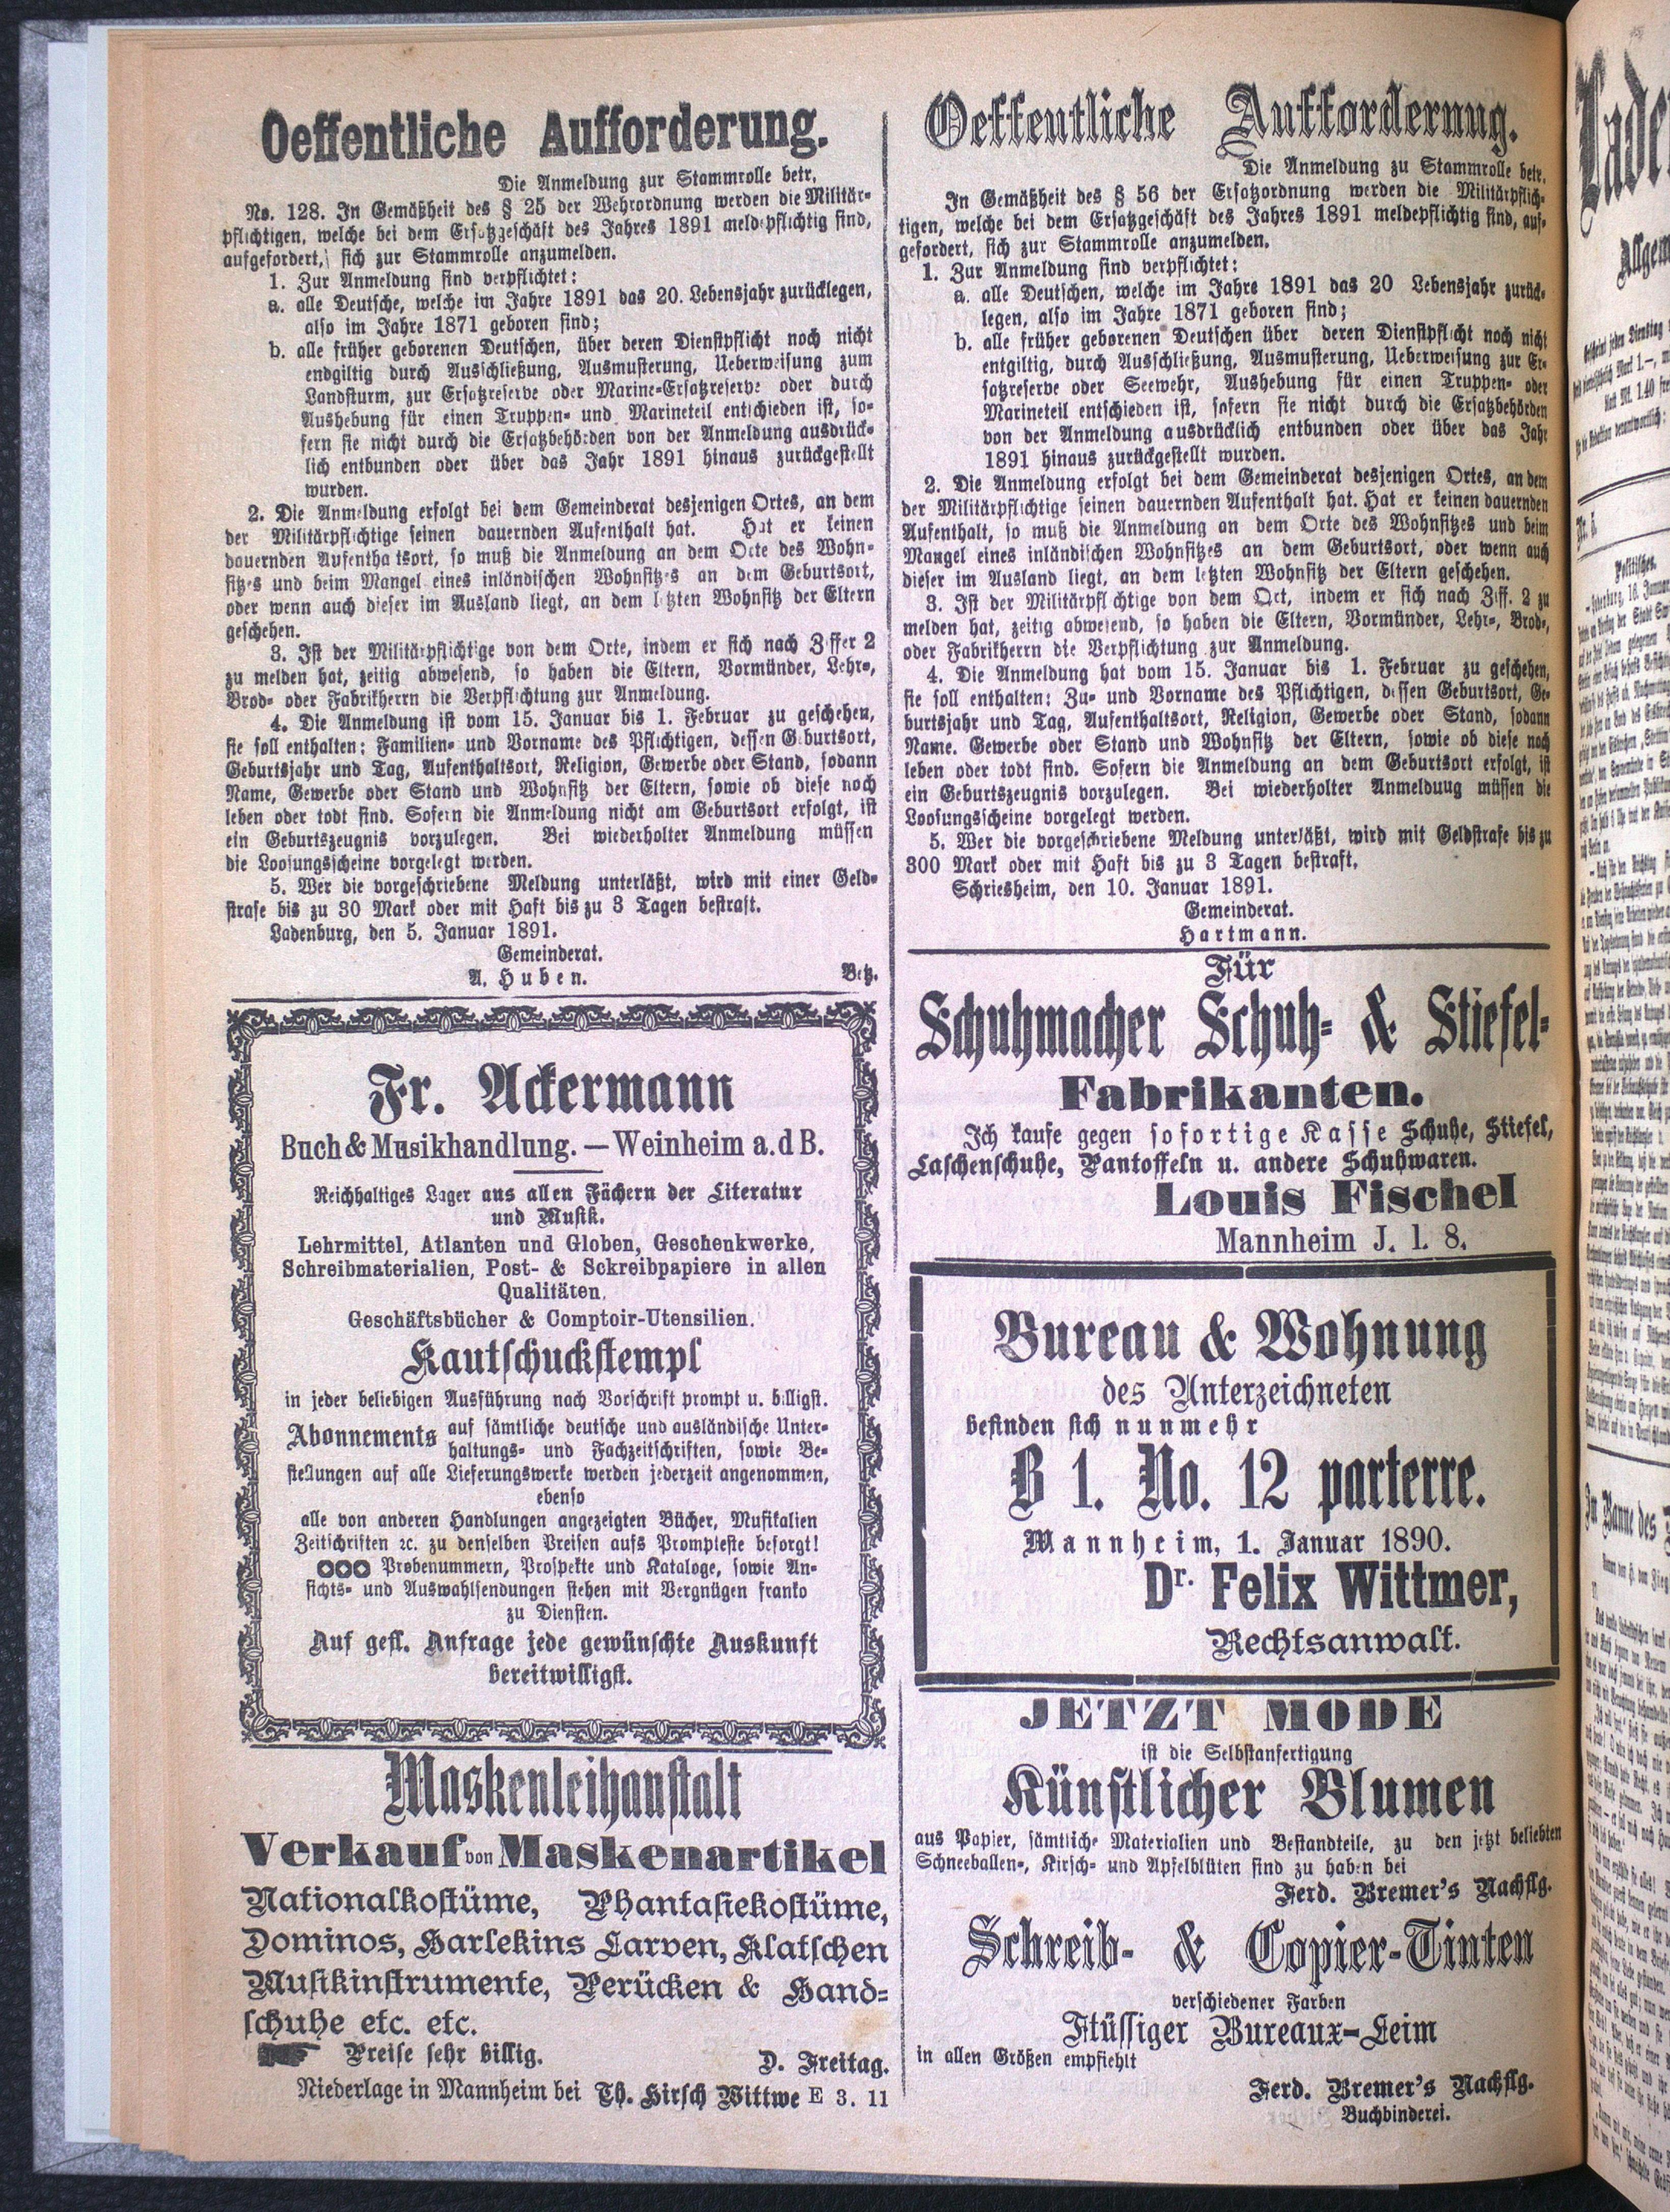 Oeffentliche Aufforderung.
Die Anmeldung zur Stammrolle betr.
No. 128. In Gemäßheit des § 25 der Wehrordnung werden die Militär-
pflichtigen, welche bei dem Ersatzgeschäft des Jahres 1891 meldepflichtig sind,
aufgefordert, sich zur Stammrolle anzumelden.
1. Zur Anmeldung sind verpflichtet:
a. alle Deutsche, welche im Jahre 1891 das 20. Lebensjahr zurücklegen,
also im Jahre 1871 geboren sind;
b. alle früher geborenen Deutschen, über deren Dienstpflicht noch nicht
endgiltig durch Ausschließung, Ausmusterung, Ueberweisung zum
Landsturm, zur Ersatzreserve oder Marine-Ersatzreserve oder durch
Aushebung für einen Truppen- und Marineteil entschieden ist, so-
fern sie nicht durch die Ersatzbehörden von der Anmeldung ausdrück-
lich entbunden oder über das Jahr 1891 hinaus zurückgestellt
wurden.
2. Die Anmeldung erfolgt bei dem Gemeinderat desjenigen Ortes, an dem
der Militärpflichtige seinen dauernden Aufenthalt hat. Hat er keinen
dauernden Aufentha tsort, so muß die Anmeldung an dem Orte des Wohn-
sitzes und beim Mangel eines inländischen Wohnsitzes an dem Geburtsort,
oder wenn auch dieser im Ausland liegt, an dem letzten Wohnsitz der Eltern
geschehen.
3. Ist der Militärpflichtige von dem Orte, indem er sich nach Ziffer 2
zu melden hat, zeitig abwesend, so haben die Eltern, Vormünder, Lehr-,
Brod- oder Fabrikherrn die Verpflichtung zur Anmeldung.
4. Die Anmeldung ist vom 15. Januar bis 1. Februar zu geschehen,
sie soll enthalten: Familien- und Vorname des Pflichtigen, dessen Geburtsort,
Geburtsjahr und Tag, Aufenthaltsort, Religion, Gewerbe oder Stand, sodann
Name, Gewerbe oder Stand und Wohnsitz der Eltern, sowie ob diese noch
leben oder todt sind. Sofern die Anmeldung nicht am Geburtsort erfolgt, ist
ein Geburtszeugnis vorzulegen. Bei wiederholter Anmeldung müssen
die Loosungsscheine vorgelegt werden.
5. Wer die vorgeschriebene Meldung unterläßt, wird mit einer Geld-
strafe bis zu 30 Mark oder mit Haft bis zu 3 Tagen bestraft.
Ladenburg, den 5. Januar 1891.
Gemeinderat.
A. Huben. Betz.
Fr. Ackermann
Buch & Musikhandlung. — Weinheim a. d B.
Reichhaltiges Lager aus allen Fächern der Literatur
und Musik.
Lehrmittel, Atlanten und Globen, Geschenkwerke,
Schreibmaterialien, Post- & Sckreibpapiere in allen
Qualitäten.
Geschäftsbücher & Comptoir-Utensilien.
Kautschuckstempl
in jeder beliebigen Ausführung nach Vorschrift prompt u. billigst.
Abonnements auf sämtliche deutsche und ausländische Unter-
haltungs- und Fachzeitschriften, sowie Be-
stellungen auf alle Lieferungswerke werden jederzeit angenommen,
ebenso
alle von anderen Handlungen angezeigten Bücher, Musikalien
Zeitschriften 2c. zu denselben Preisen aufs Prompteste besorgt!
Probenummern, Prospekte und Kataloge, sowie An-
sichts- und Auswahlsendungen stehen mit Vergnügen franko
zu Diensten.
Auf gefl. Anfrage jede gewünschte Auskunft
bereitwilligst.
Maskenleihanstalt
Verkauf von Maskenartikel
Nationalkostüme, Phantasiekostüme,
Dominos, Harlekins Larven, Klatschen
Musikinstrumente, Perücken & Hand-
schuhe etc. etc.
Preise sehr billig. D. Freitag.
Niederlage in Mannheim bei Th. Hirsch Wittwe E 3. 11
Oeffentliche Aufforderung.
Die Anmeldung zu Stammrolle betr.
In Gemäßheit des § 56 der Ersatzordnung werden die Militärpflich-
tigen, welche bei dem Ersatzgeschäft des Jahres 1891 meldepflichtig sind, auf-
gefordert, sich zur Stammrolle anzumelden.
1. Zur Anmeldung sind verpflichtet:
a. alle Deutschen, welche im Jahre 1891 das 20 Lebensjahr zurück-
legen, also im Jahre 1871 geboren sind;
b. alle früher geborenen Deutschen über deren Dienstpflicht noch nicht
entgiltig, durch Ausschließung, Ausmusterung, Ueberweisung zur Er-
satzreserve oder Seewehr, Aushebung für einen Truppen- oder
Marineteil entschieden ist, sofern sie nicht durch die Ersatzbehörden
von der Anmeldung ausdrücklich entbunden oder über das Jahr
1891 hinaus zurückgestellt wurden.
2. Die Anmeldung erfolgt bei dem Gemeinderat desjenigen Ortes, an dem
der Militärpflichtige seinen dauernden Aufenthalt hat. Hat er keinen dauernden
Aufenthalt, so muß die Anmeldung an dem Orte des Wohnsitzes und beim
Mangel eines inländischen Wohnsitzes an dem Geburtsort, oder wenn auch
dieser im Ausland liegt, an dem letzten Wohnsitz der Eltern geschehen.
3. Ist der Militärpfl chtige von dem Ort, indem er sich nach Ziff. 2 zu
melden hat, zeitig abwesend, so haben die Eltern, Vormünder, Lehr-, Brod-,
oder Fabrikherrn die Verpflichtung zur Anmeldung.
4. Die Anmeldung hat vom 15. Januar bis 1. Februar zu geschehen,
sie soll enthalten: Zu- und Vorname des Pflichtigen, dessen Geburtsort, Ge-
burtsjahr und Tag, Aufenthaltsort, Religion, Gewerbe oder Stand, sodann
Name. Gewerbe oder Stand und Wohnsitz der Eltern, sowie ob diese noch
leben oder todt sind. Sofern die Anmeldung an dem Geburtsort erfolgt, ist
ein Geburtszeugnis vorzulegen. Bei wiederholter Anmelduug müssen die
Loosungsscheine vorgelegt werden.
5. Wer die vorgeschriebene Meldung unterläßt, wird mit Geldstrafe bis zu
300 Mark oder mit Haft bis zu 3 Tagen bestraft.
Schriesheim, den 10. Januar 1891.
Gemeinderat.
Hartmann.
Für
Schuhmacher Schuh- & Stiefel-
Fabrikanten.
Ich kaufe gegen sofortige Kasse Schuhe, Stiefel,
Laschenschuhe, Pantoffeln u. andere Schuhwaren.
Louis Fischel
Mannheim J. 1. 8.
Bureau & Wohnung
des Unterzeichneten
befinden sich nunmehr
B 1. No. 12 parterre.
Mannheim, 1. Januar 1890.
Dr. Felix Wittmer,
Rechtsanwalt.
JETZT MODE
ist die Selbstanfertigung
Künstlicher Blumen
aus Papier, sämtliche Materialien und Bestandteile, zu den jetzt beliebten
Schneeballen-, Kirsch- und Apfelblüten sind zu haben bei
Ferd. Bremer's Nachflg.
Schreib- & Copier-Tinten
verschiedener Farben
Flüssiger Bureaux-Leim
in allen Größen empfiehlt
Ferd. Bremer's Nachflg.
Buchbinderei.